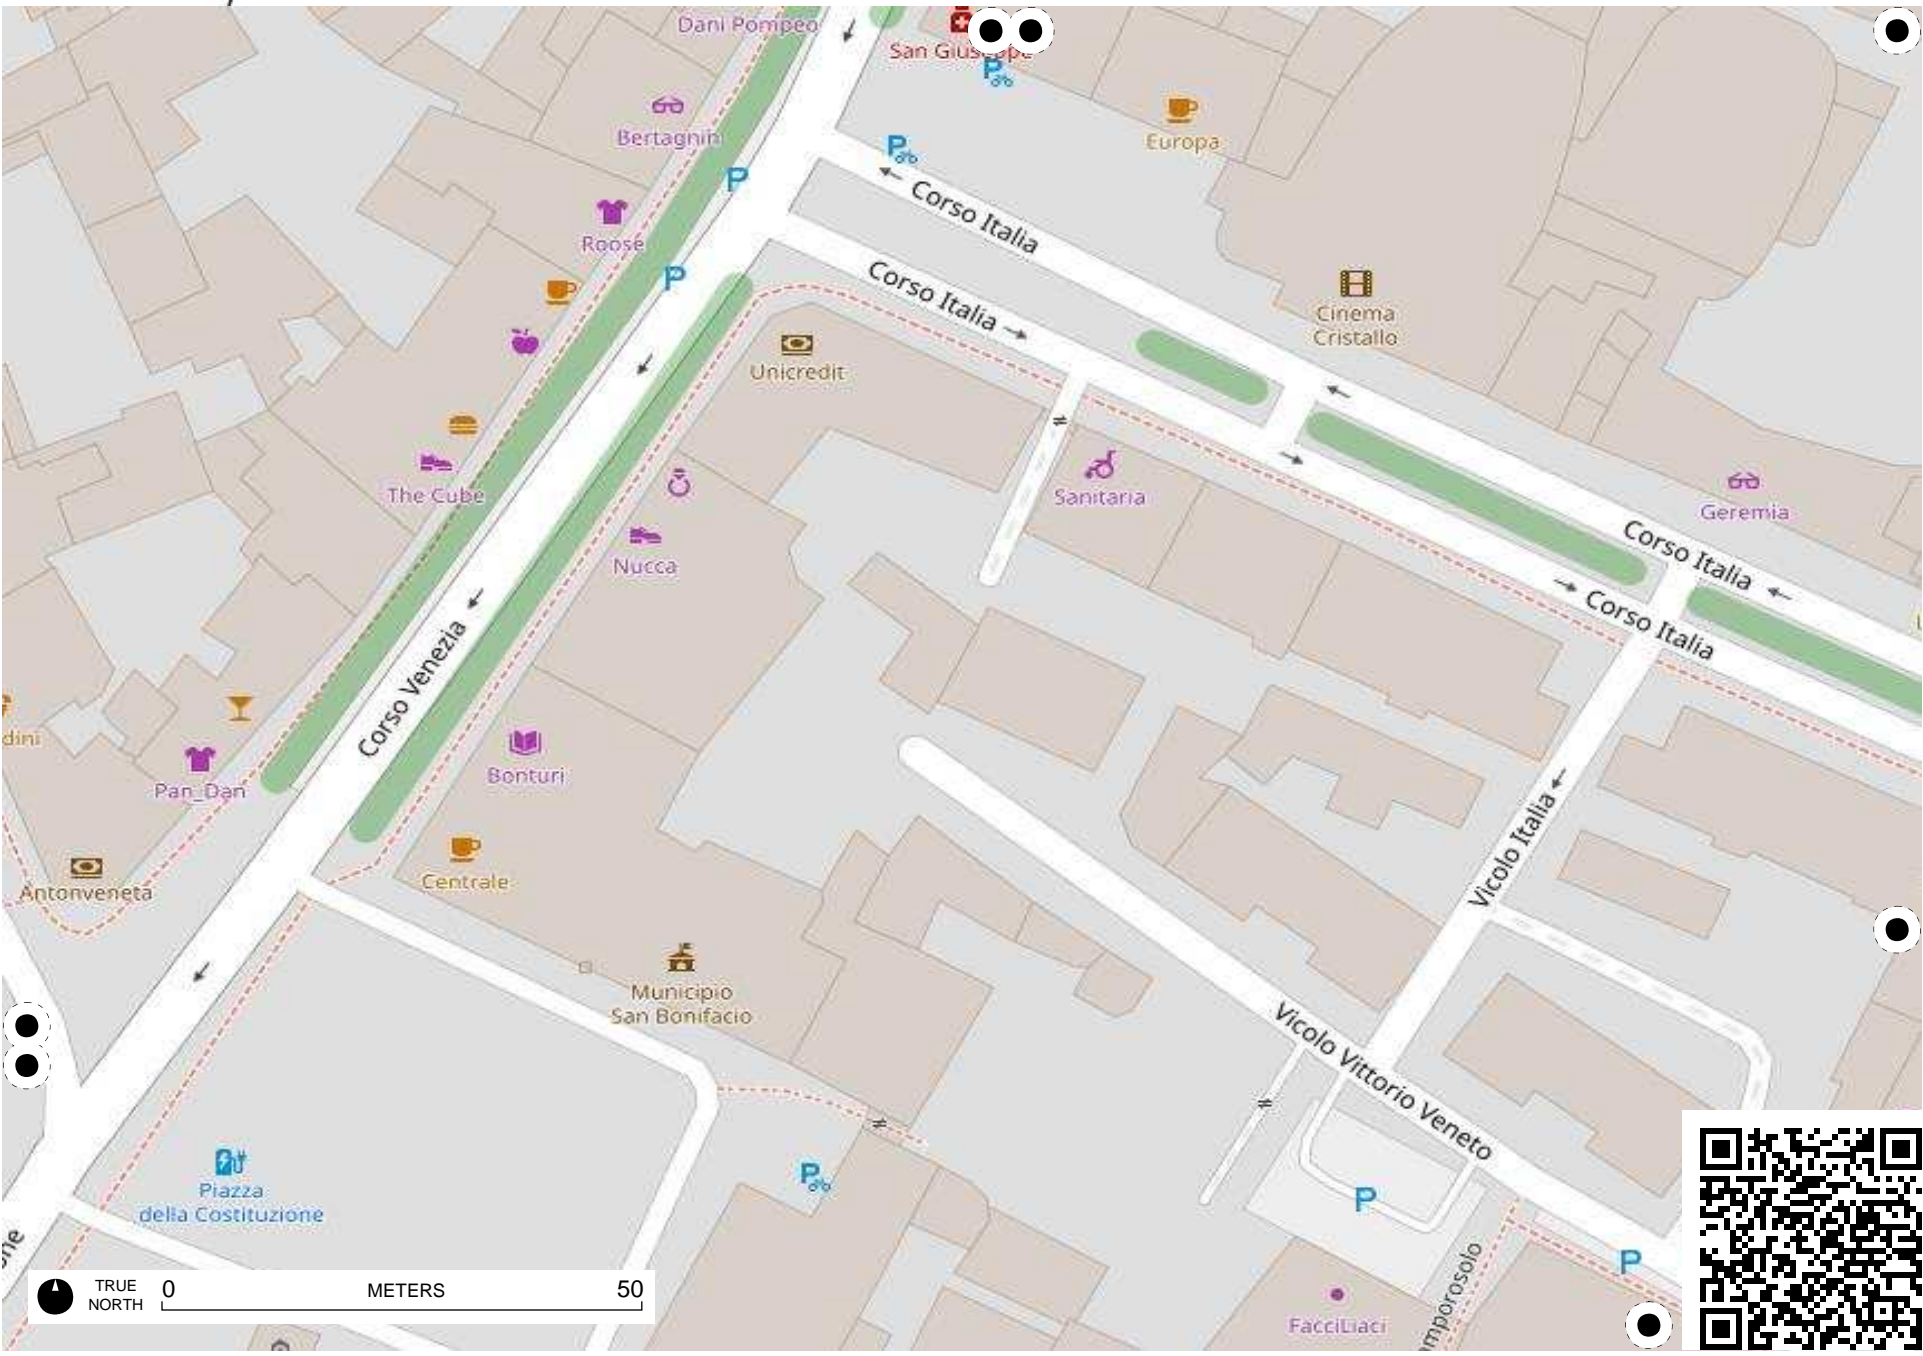 Dani Pompeo
San Giuseppe
Bertagnin
Europa
Corso Italia
Roose
Corso Italia
Cinema
Cristallo
Unicredit
The Cube
Sanitaria
Geremia
Nucca
Corso Italia
Corso Italia
Corso Venezia
dini
Pan_Dan
Bonturi
Vicolo Italia
Antonveneta
Centrale
Municipio
San Bonifacio
Vicolo Vittorio Veneto
P
P
P
P
P
P
P
P
Piazza
della Costituzione
one
amporosolo
FacciLiaci
TRUE
NORTH
0 METERS 50